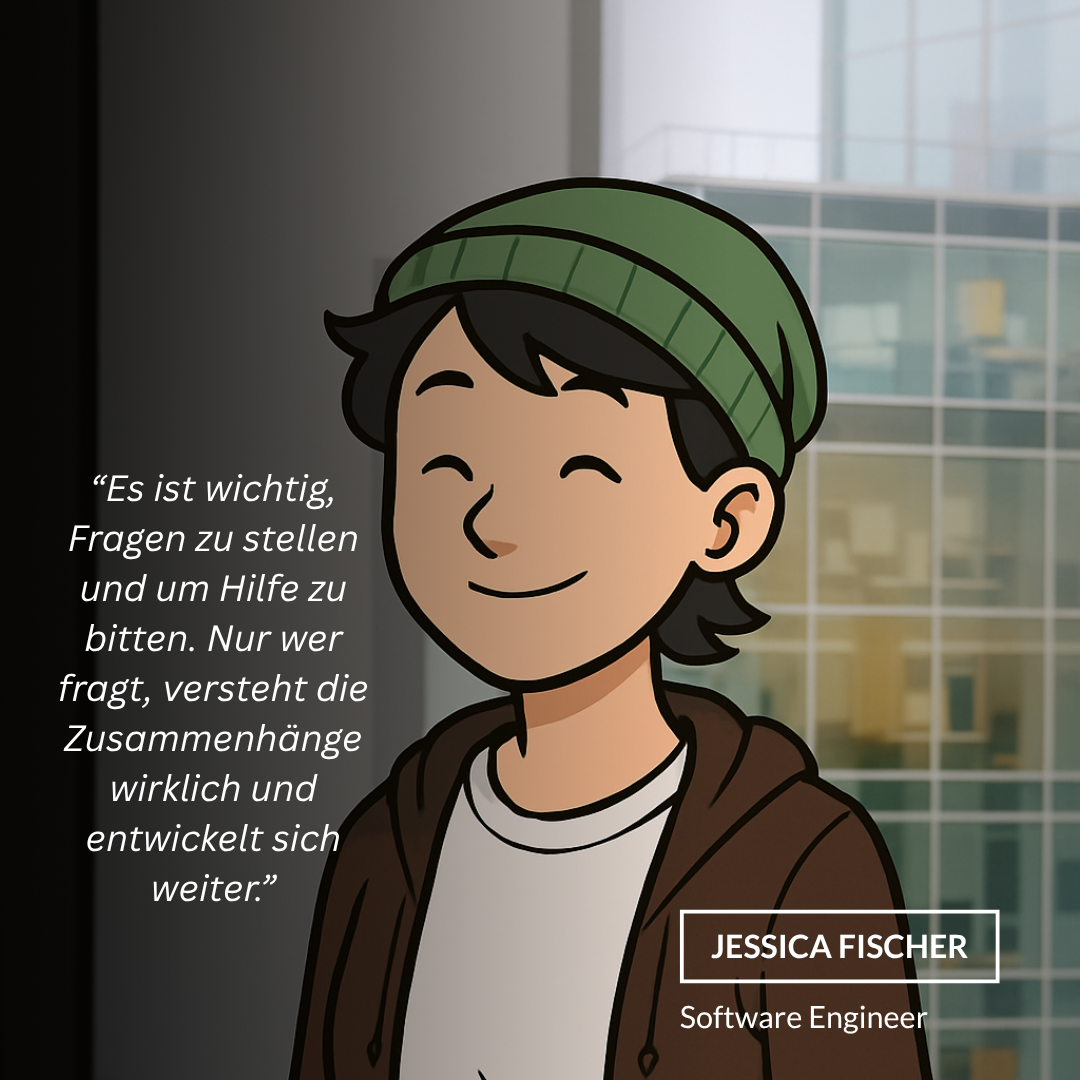 “Es ist wichtig,
Fragen zu stellen
und um Hilfe zu
bitten. Nur wer
fragt, versteht die
Zusammenhänge
wirklich und
entwickelt sich
weiter.”
JESSICA FISCHER
Software Engineer